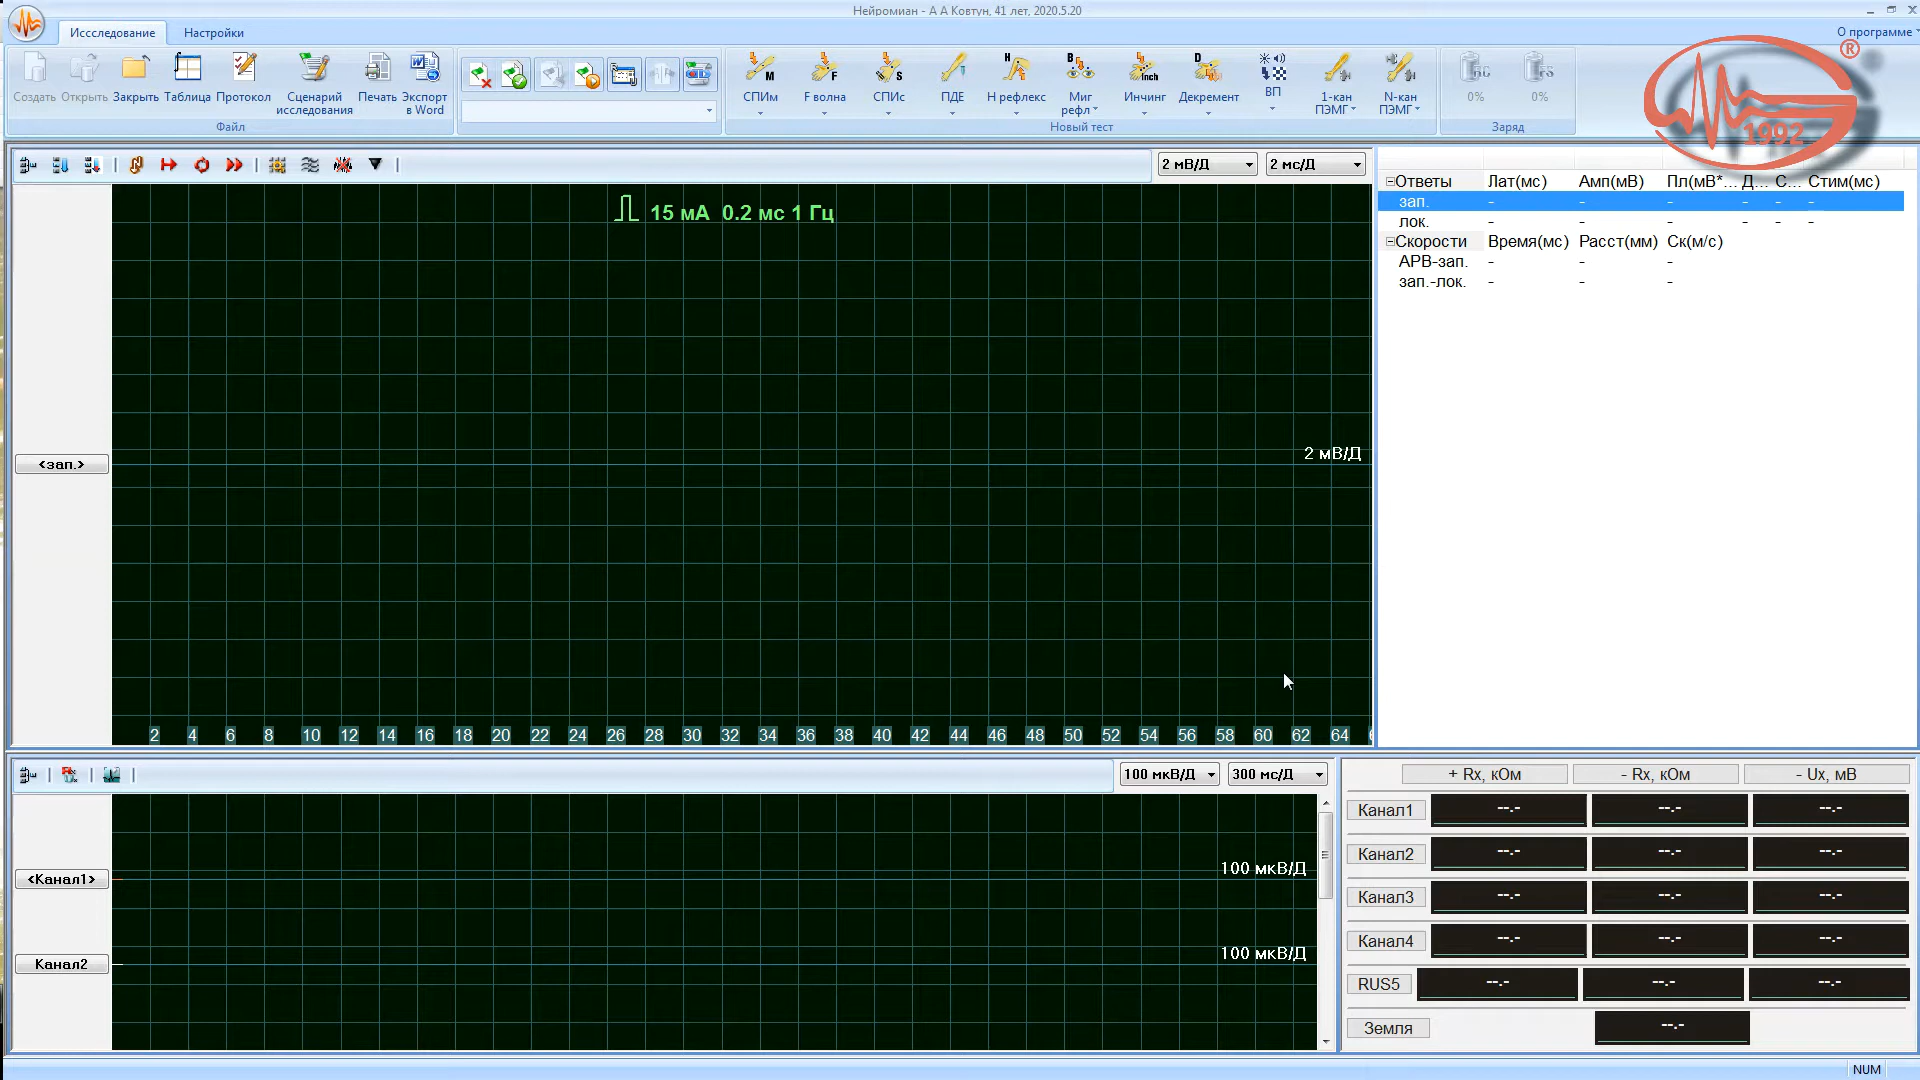 Нейромиан - А А Ковтун, 41 лет, 2020.5.20
Иссследование Настройки О программе
Создать Открыть Закрыть Таблица Протокол Сценарий исследования Печать Экспорт в Word
СПИм F волна СПИс ПДЕ Н рефлекс Миг рефл Инчинг Декремент ВП 1-кан ПЭМГ N-кан ПЭМГ 0% 0%
Файл Новый тест Заряд
® 1992
2 мВ/Д 2 мс/Д
15 мА 0.2 мс 1 Гц
Ответы Лат(мс) Амп(мВ) Пл(мВ*... Д... С... Стим(мс)
зап. - - - - - -
лок. - - - - - -
Скорости Время(мс) Расст(мм) Ск(м/с)
АРВ-зап. - - -
зап.-лок. - - -
<зап.> 2 мВ/Д
2 4 6 8 10 12 14 16 18 20 22 24 26 28 30 32 34 36 38 40 42 44 46 48 50 52 54 56 58 60 62 64
100 мкВ/Д 300 мс/Д
+ Rx, кОм - Rx, кОм - Ux, мВ
<Канал1> 100 мкВ/Д
Канал2 100 мкВ/Д
Канал1 --.- --.- --.-
Канал2 --.- --.- --.-
Канал3 --.- --.- --.-
Канал4 --.- --.- --.-
RUS5 --.- --.- --.-
Земля --.-
NUM